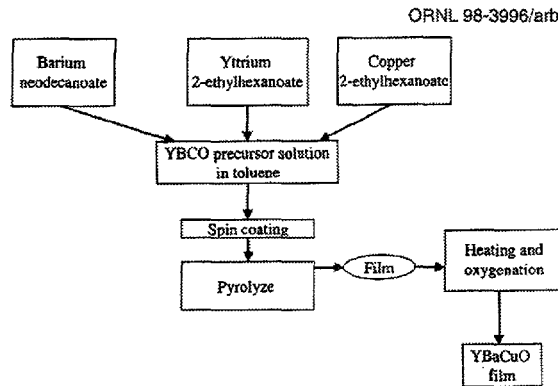 ORNL 98-3996/arb
Barium
neodecanoate
Yttrium
2-ethylhexanoate
Copper
2-ethylhexanoate
YBCO precursor solution
in toluene
Spin coating
Pyrolyze
Film
Heating and
oxygenation
YBaCuO
film